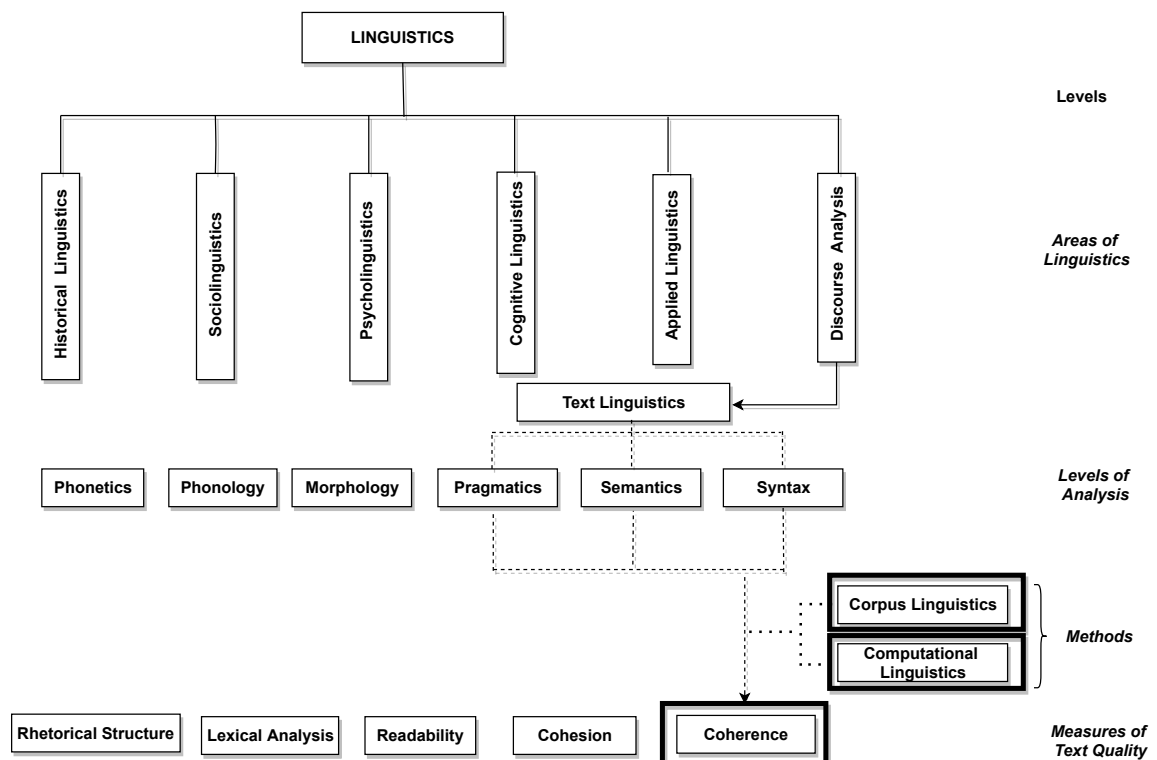 LINGUISTICS
Levels
Historical Linguistics
Sociolinguistics
Psycholinguistics
Cognitive Linguistics
Applied Linguistics
Discourse Analysis
Areas of
Linguistics
Text Linguistics
Phonetics
Phonology
Morphology
Pragmatics
Semantics
Syntax
Levels of
Analysis
Corpus Linguistics
Computational
Linguistics
Methods
Rhetorical Structure
Lexical Analysis
Readability
Cohesion
Coherence
Measures of
Text Quality